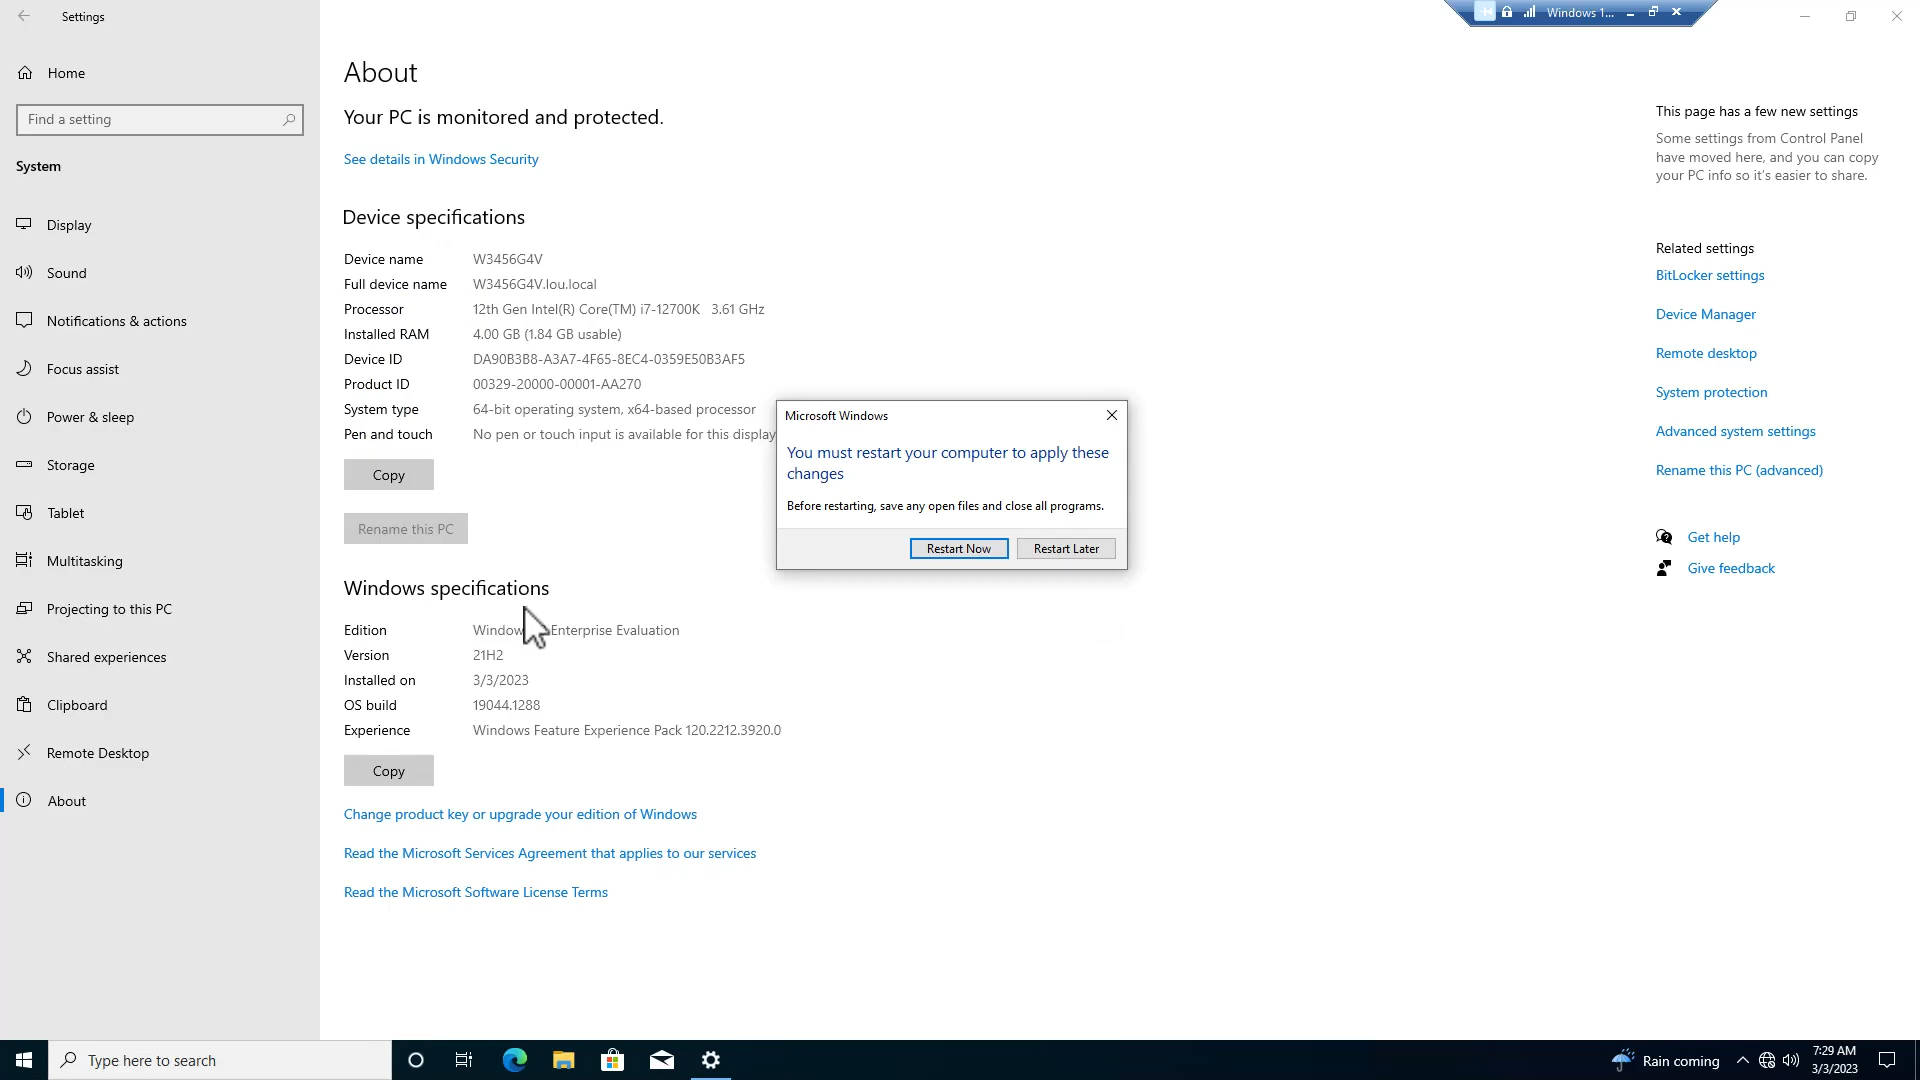 Settings
Windows 1...
Home
Find a setting
System
Display
Sound
Notifications & actions
Focus assist
Power & sleep
Storage
Tablet
Multitasking
Projecting to this PC
Shared experiences
Clipboard
Remote Desktop
About
About
Your PC is monitored and protected.
See details in Windows Security
Device specifications
Device name W3456G4V
Full device name W3456G4V.lou.local
Processor 12th Gen Intel(R) Core(TM) i7-12700K 3.61 GHz
Installed RAM 4.00 GB (1.84 GB usable)
Device ID DA90B3B8-A3A7-4F65-8EC4-0359E50B3AF5
Product ID 00329-20000-00001-AA270
System type 64-bit operating system, x64-based processor
Pen and touch No pen or touch input is available for this display
Copy
Rename this PC
Windows specifications
Edition Enterprise Evaluation
Version 21H2
Installed on 3/3/2023
OS build 19044.1288
Experience Windows Feature Experience Pack 120.2212.3920.0
Copy
Change product key or upgrade your edition of Windows
Read the Microsoft Services Agreement that applies to our services
Read the Microsoft Software License Terms
Microsoft Windows
You must restart your computer to apply these
changes
Before restarting, save any open files and close all programs.
Restart Now Restart Later
This page has a few new settings
Some settings from Control Panel
have moved here, and you can copy
your PC info so it's easier to share.
Related settings
BitLocker settings
Device Manager
Remote desktop
System protection
Advanced system settings
Rename this PC (advanced)
Get help
Give feedback
Type here to search
Rain coming
7:29 AM
3/3/2023